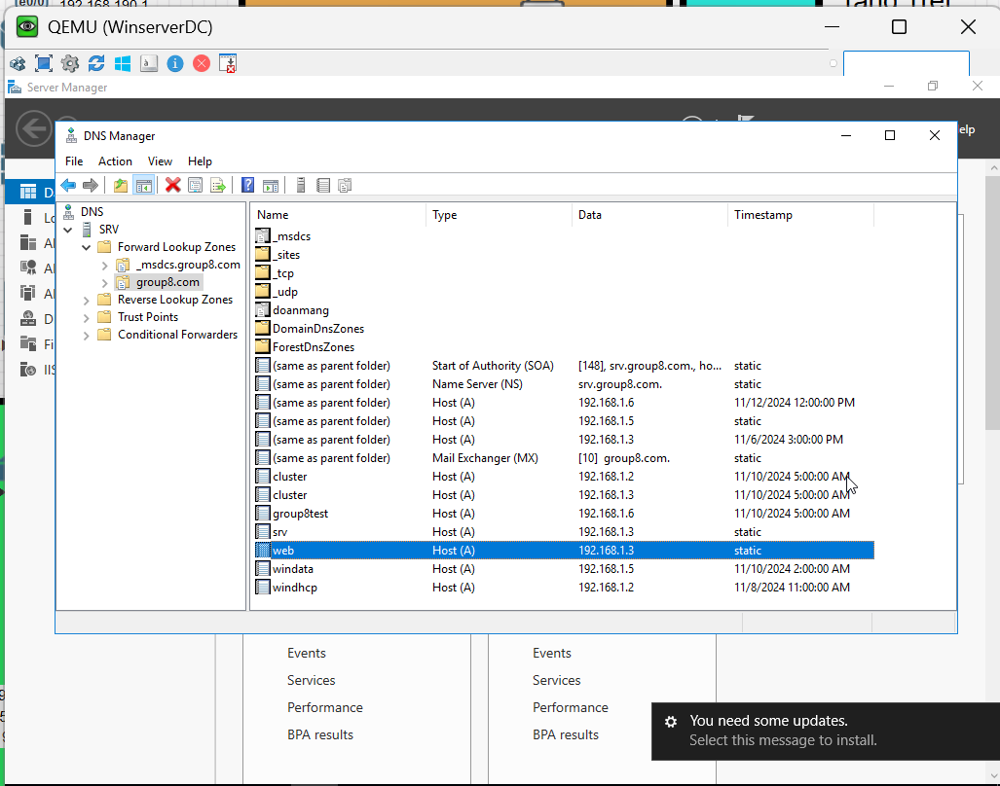 192.168.190.1
QEMU (WinserverDC)
Server Manager
elp
DNS Manager
File Action View Help
DNS
SRV
Forward Lookup Zones
_msdcs.group8.com
group8.com
Reverse Lookup Zones
Trust Points
Conditional Forwarders
Name Type Data Timestamp
_msdcs
_sites
_tcp
_udp
doanmang
DomainDnsZones
ForestDnsZones
(same as parent folder) Start of Authority (SOA) [148], srv.group8.com., ho... static
(same as parent folder) Name Server (NS) srv.group8.com. static
(same as parent folder) Host (A) 192.168.1.6 11/12/2024 12:00:00 PM
(same as parent folder) Host (A) 192.168.1.5 static
(same as parent folder) Host (A) 192.168.1.3 11/6/2024 3:00:00 PM
(same as parent folder) Mail Exchanger (MX) [10] group8.com. static
cluster Host (A) 192.168.1.2 11/10/2024 5:00:00 AM
cluster Host (A) 192.168.1.3 11/10/2024 5:00:00 AM
group8test Host (A) 192.168.1.6 11/10/2024 5:00:00 AM
srv Host (A) 192.168.1.3 static
web Host (A) 192.168.1.3 static
windata Host (A) 192.168.1.5 11/10/2024 2:00:00 AM
windhcp Host (A) 192.168.1.2 11/8/2024 11:00:00 AM
Events Events
Services Services
Performance Performance
BPA results BPA results
You need some updates.
Select this message to install.